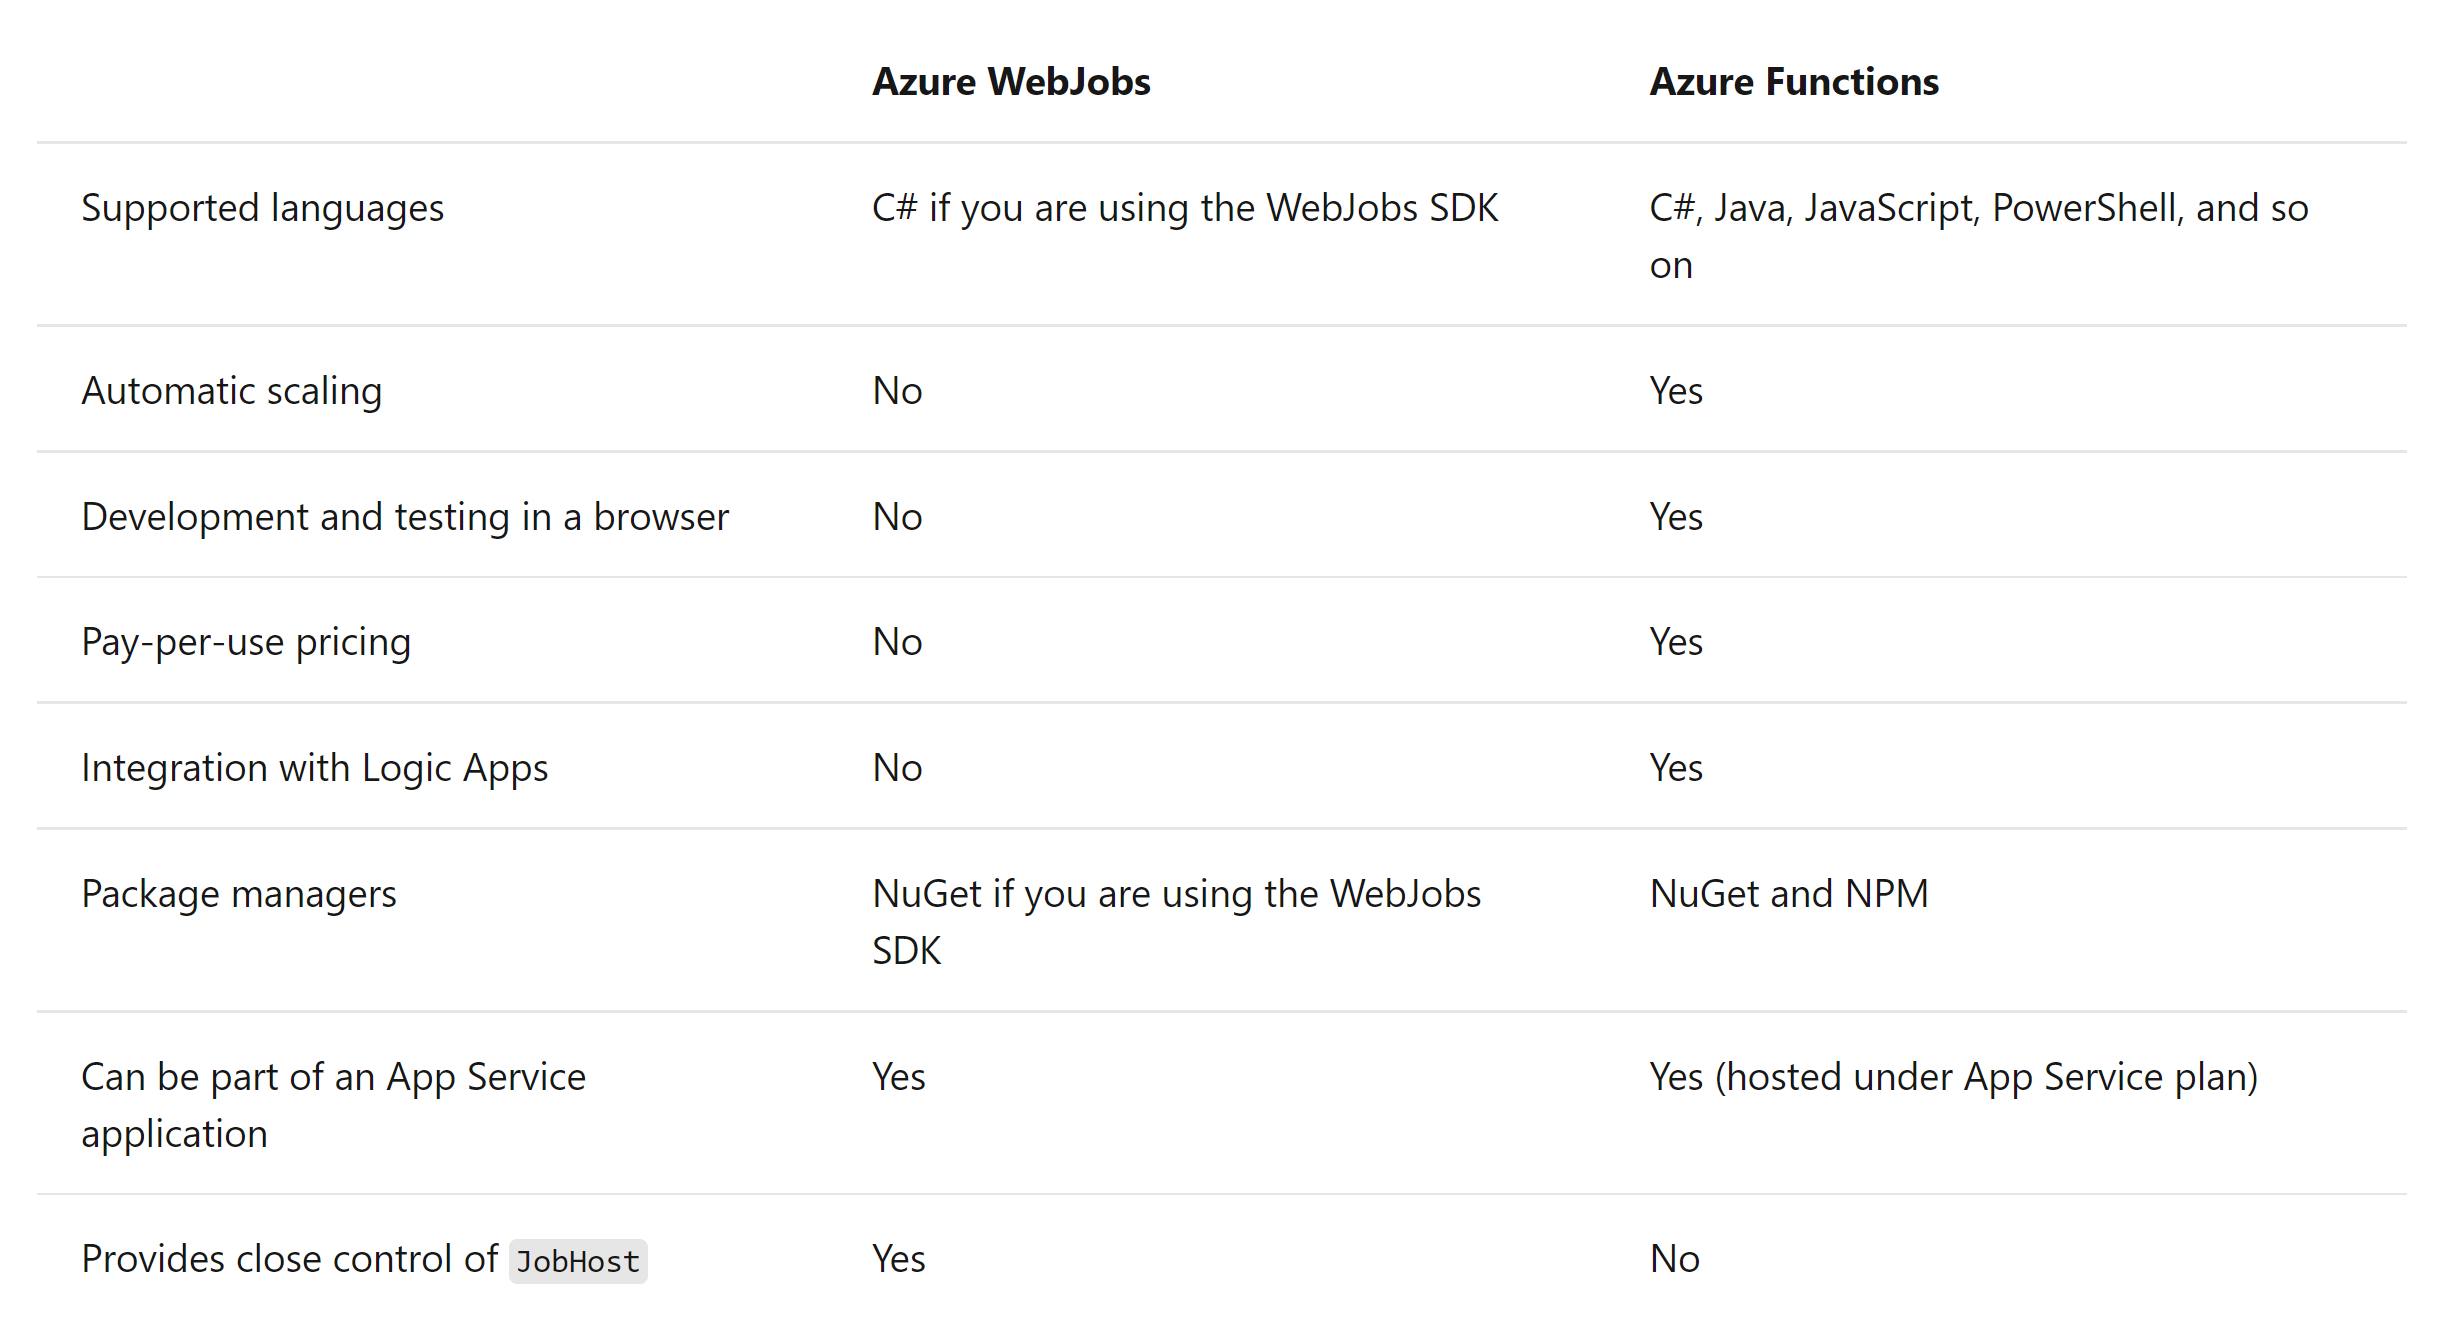 Azure WebJobs Azure Functions
Supported languages C# if you are using the WebJobs SDK C#, Java, JavaScript, PowerShell, and so
on
Automatic scaling No Yes
Development and testing in a browser No Yes
Pay-per-use pricing No Yes
Integration with Logic Apps No Yes
Package managers NuGet if you are using the WebJobs NuGet and NPM
SDK
Can be part of an App Service Yes Yes (hosted under App Service plan)
application
Provides close control of JobHost Yes No